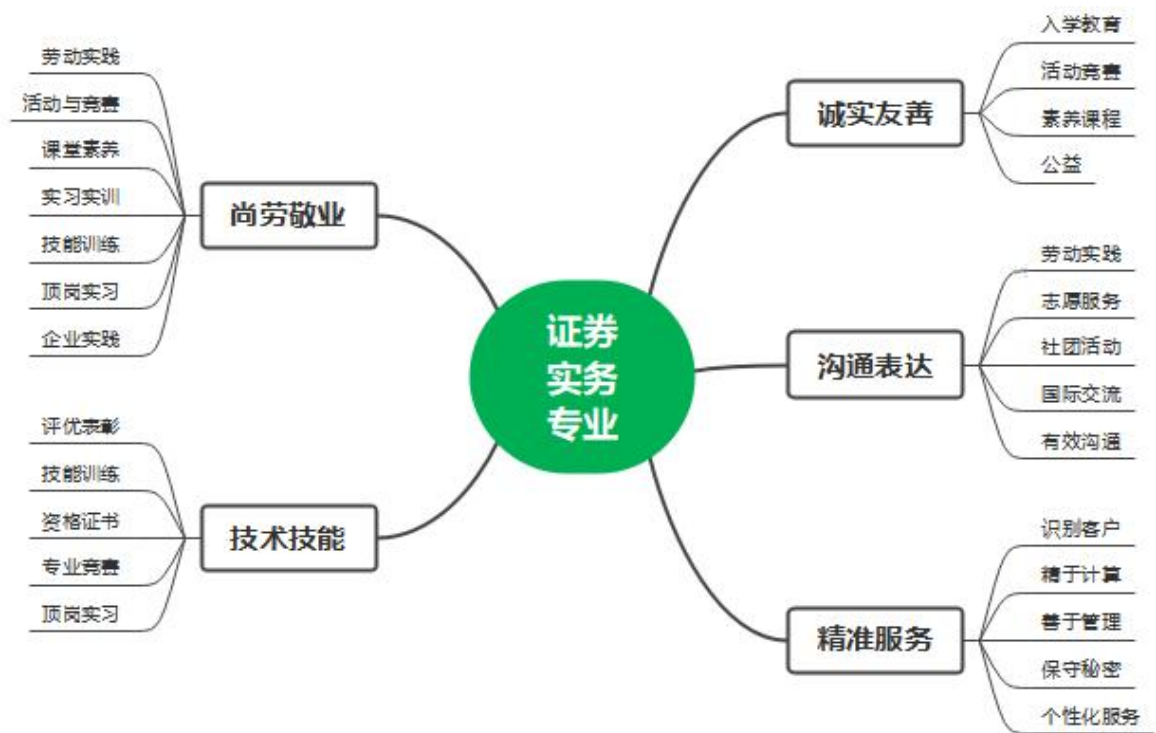 证券
实务
专业
尚劳敬业
劳动实践
活动与竞赛
课堂素养
实习实训
技能训练
顶岗实习
企业实践
技术技能
评优表彰
技能训练
资格证书
专业竞赛
顶岗实习
诚实友善
入学教育
活动竞赛
素养课程
公益
沟通表达
劳动实践
志愿服务
社团活动
国际交流
有效沟通
精准服务
识别客户
精于计算
善于管理
保守秘密
个性化服务